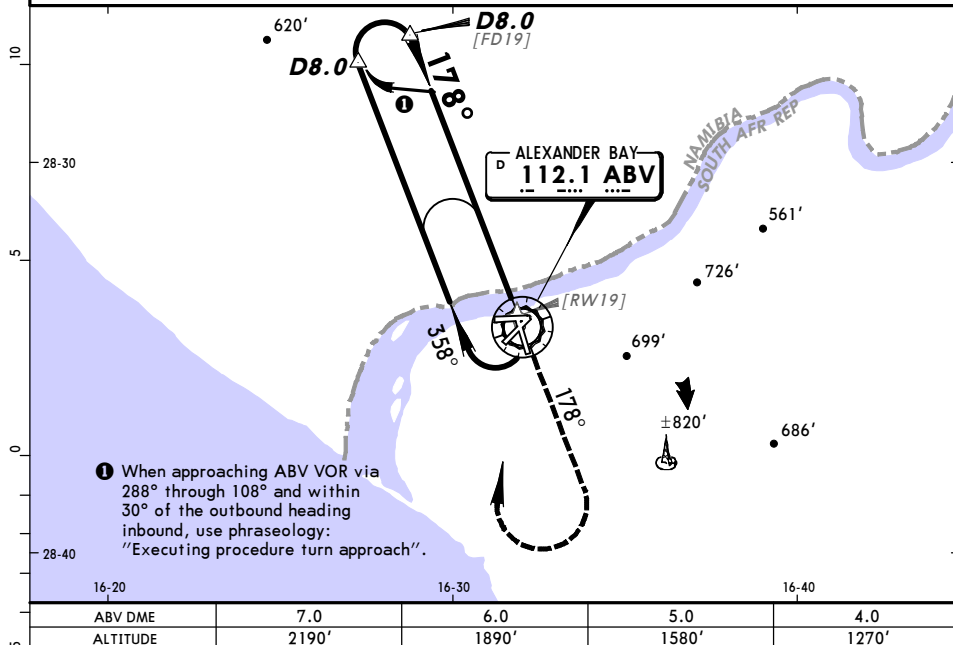 620'
D8.0
[FD19]
D8.0
178°
1
10
NAMIBIA
SOUTH AFR REP
ALEXANDER BAY
D 112.1 ABV
28-30
561'
5
726'
[RW19]
699'
358°
178°
±820'
686'
0
1 When approaching ABV VOR via
288° through 108° and within
30° of the outbound heading
inbound, use phraseology:
"Executing procedure turn approach".
28-40
16-20 16-30 16-40
ABV DME 7.0 6.0 5.0 4.0
ALTITUDE 2190' 1890' 1580' 1270'
5